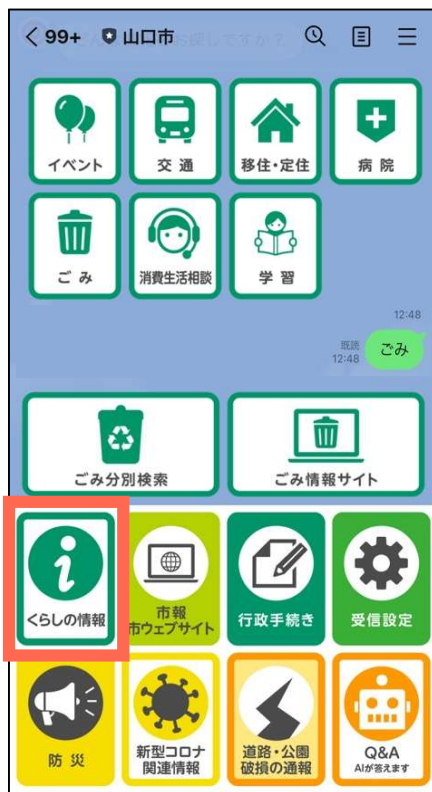 99+ 山口市
イベント
交通
移住・定住
病院
ごみ
消費生活相談
学習
12:48
既読
12:48
ごみ
ごみ分別検索
ごみ情報サイト
くらしの情報
市報
市ウェブサイト
行政手続き
受信設定
防災
新型コロナ
関連情報
道路・公園
破損の通報
Q&A
AIが答えます